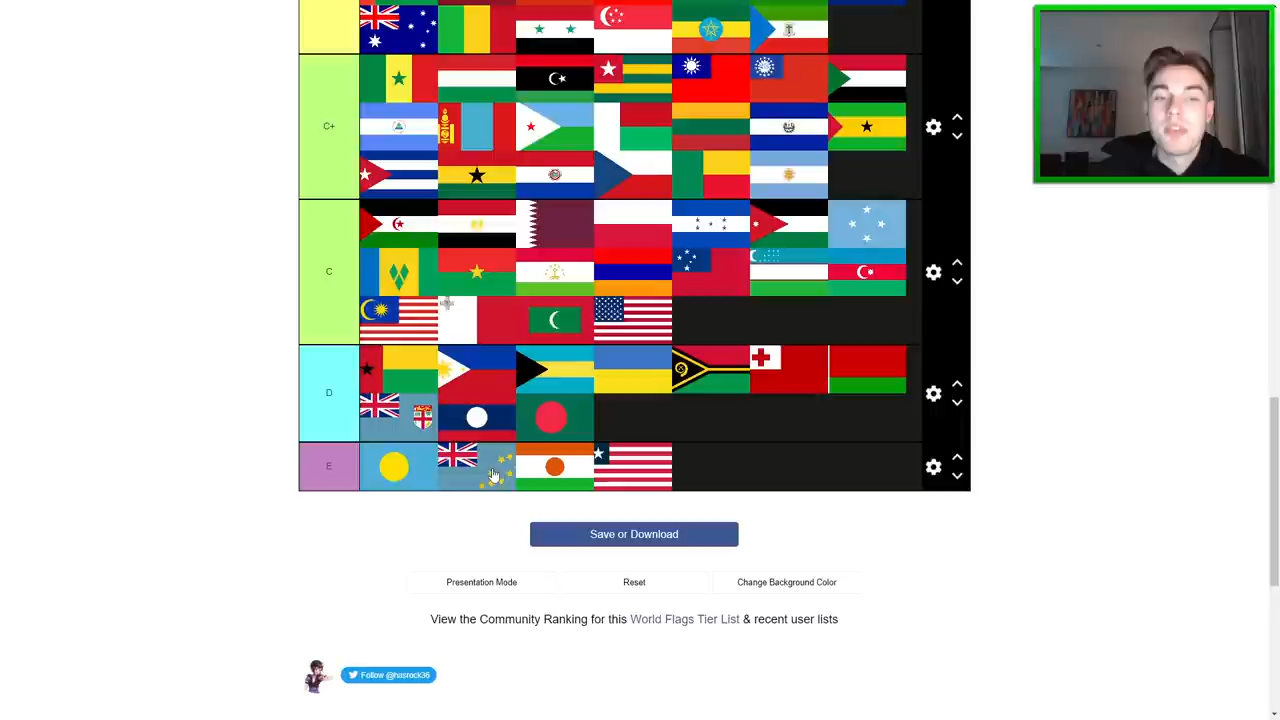 C+
C
D
E
Save or Download
Presentation Mode
Reset
Change Background Color
View the Community Ranking for this World Flags Tier List & recent user lists
Follow @hasrock36